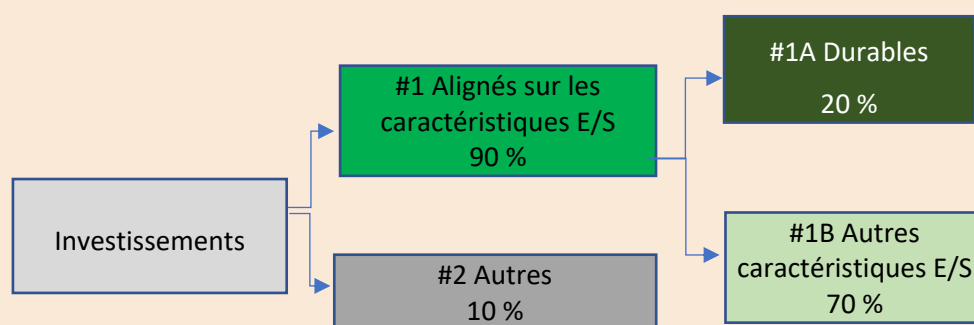 Investissements
#1 Alignés sur les
caractéristiques E/S
90 %
#2 Autres
10 %
#1A Durables
20 %
#1B Autres
caractéristiques E/S
70 %